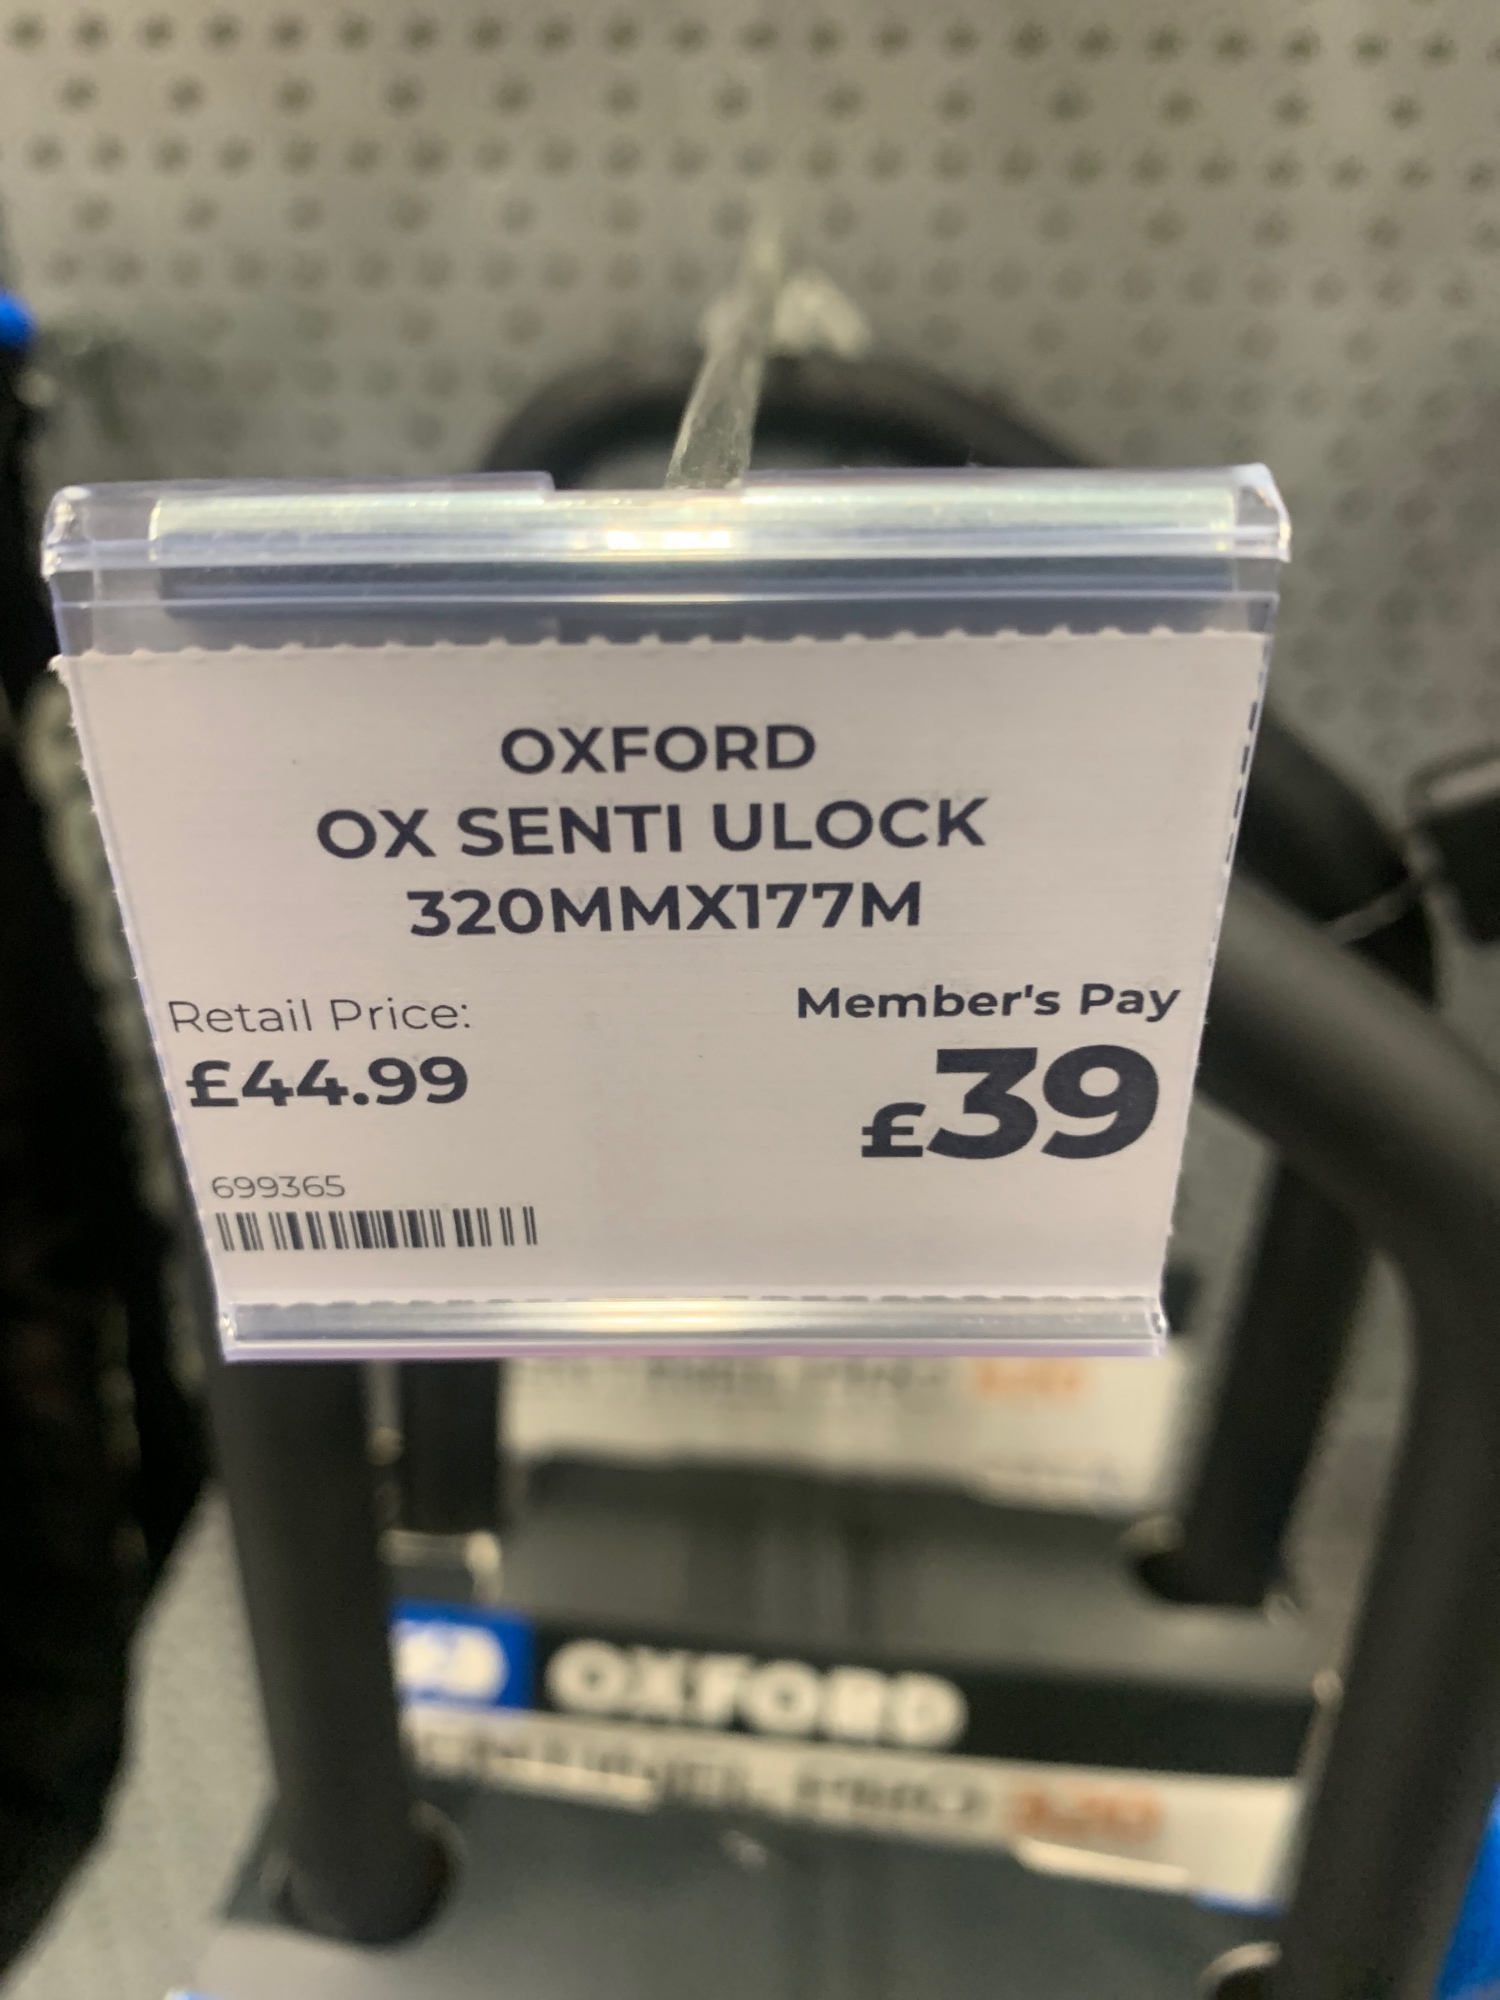 OXFORD
OX SENTI ULOCK
320MMX177M
Retail Price:
£44.99
Member's Pay
£39
699365
OXFORD